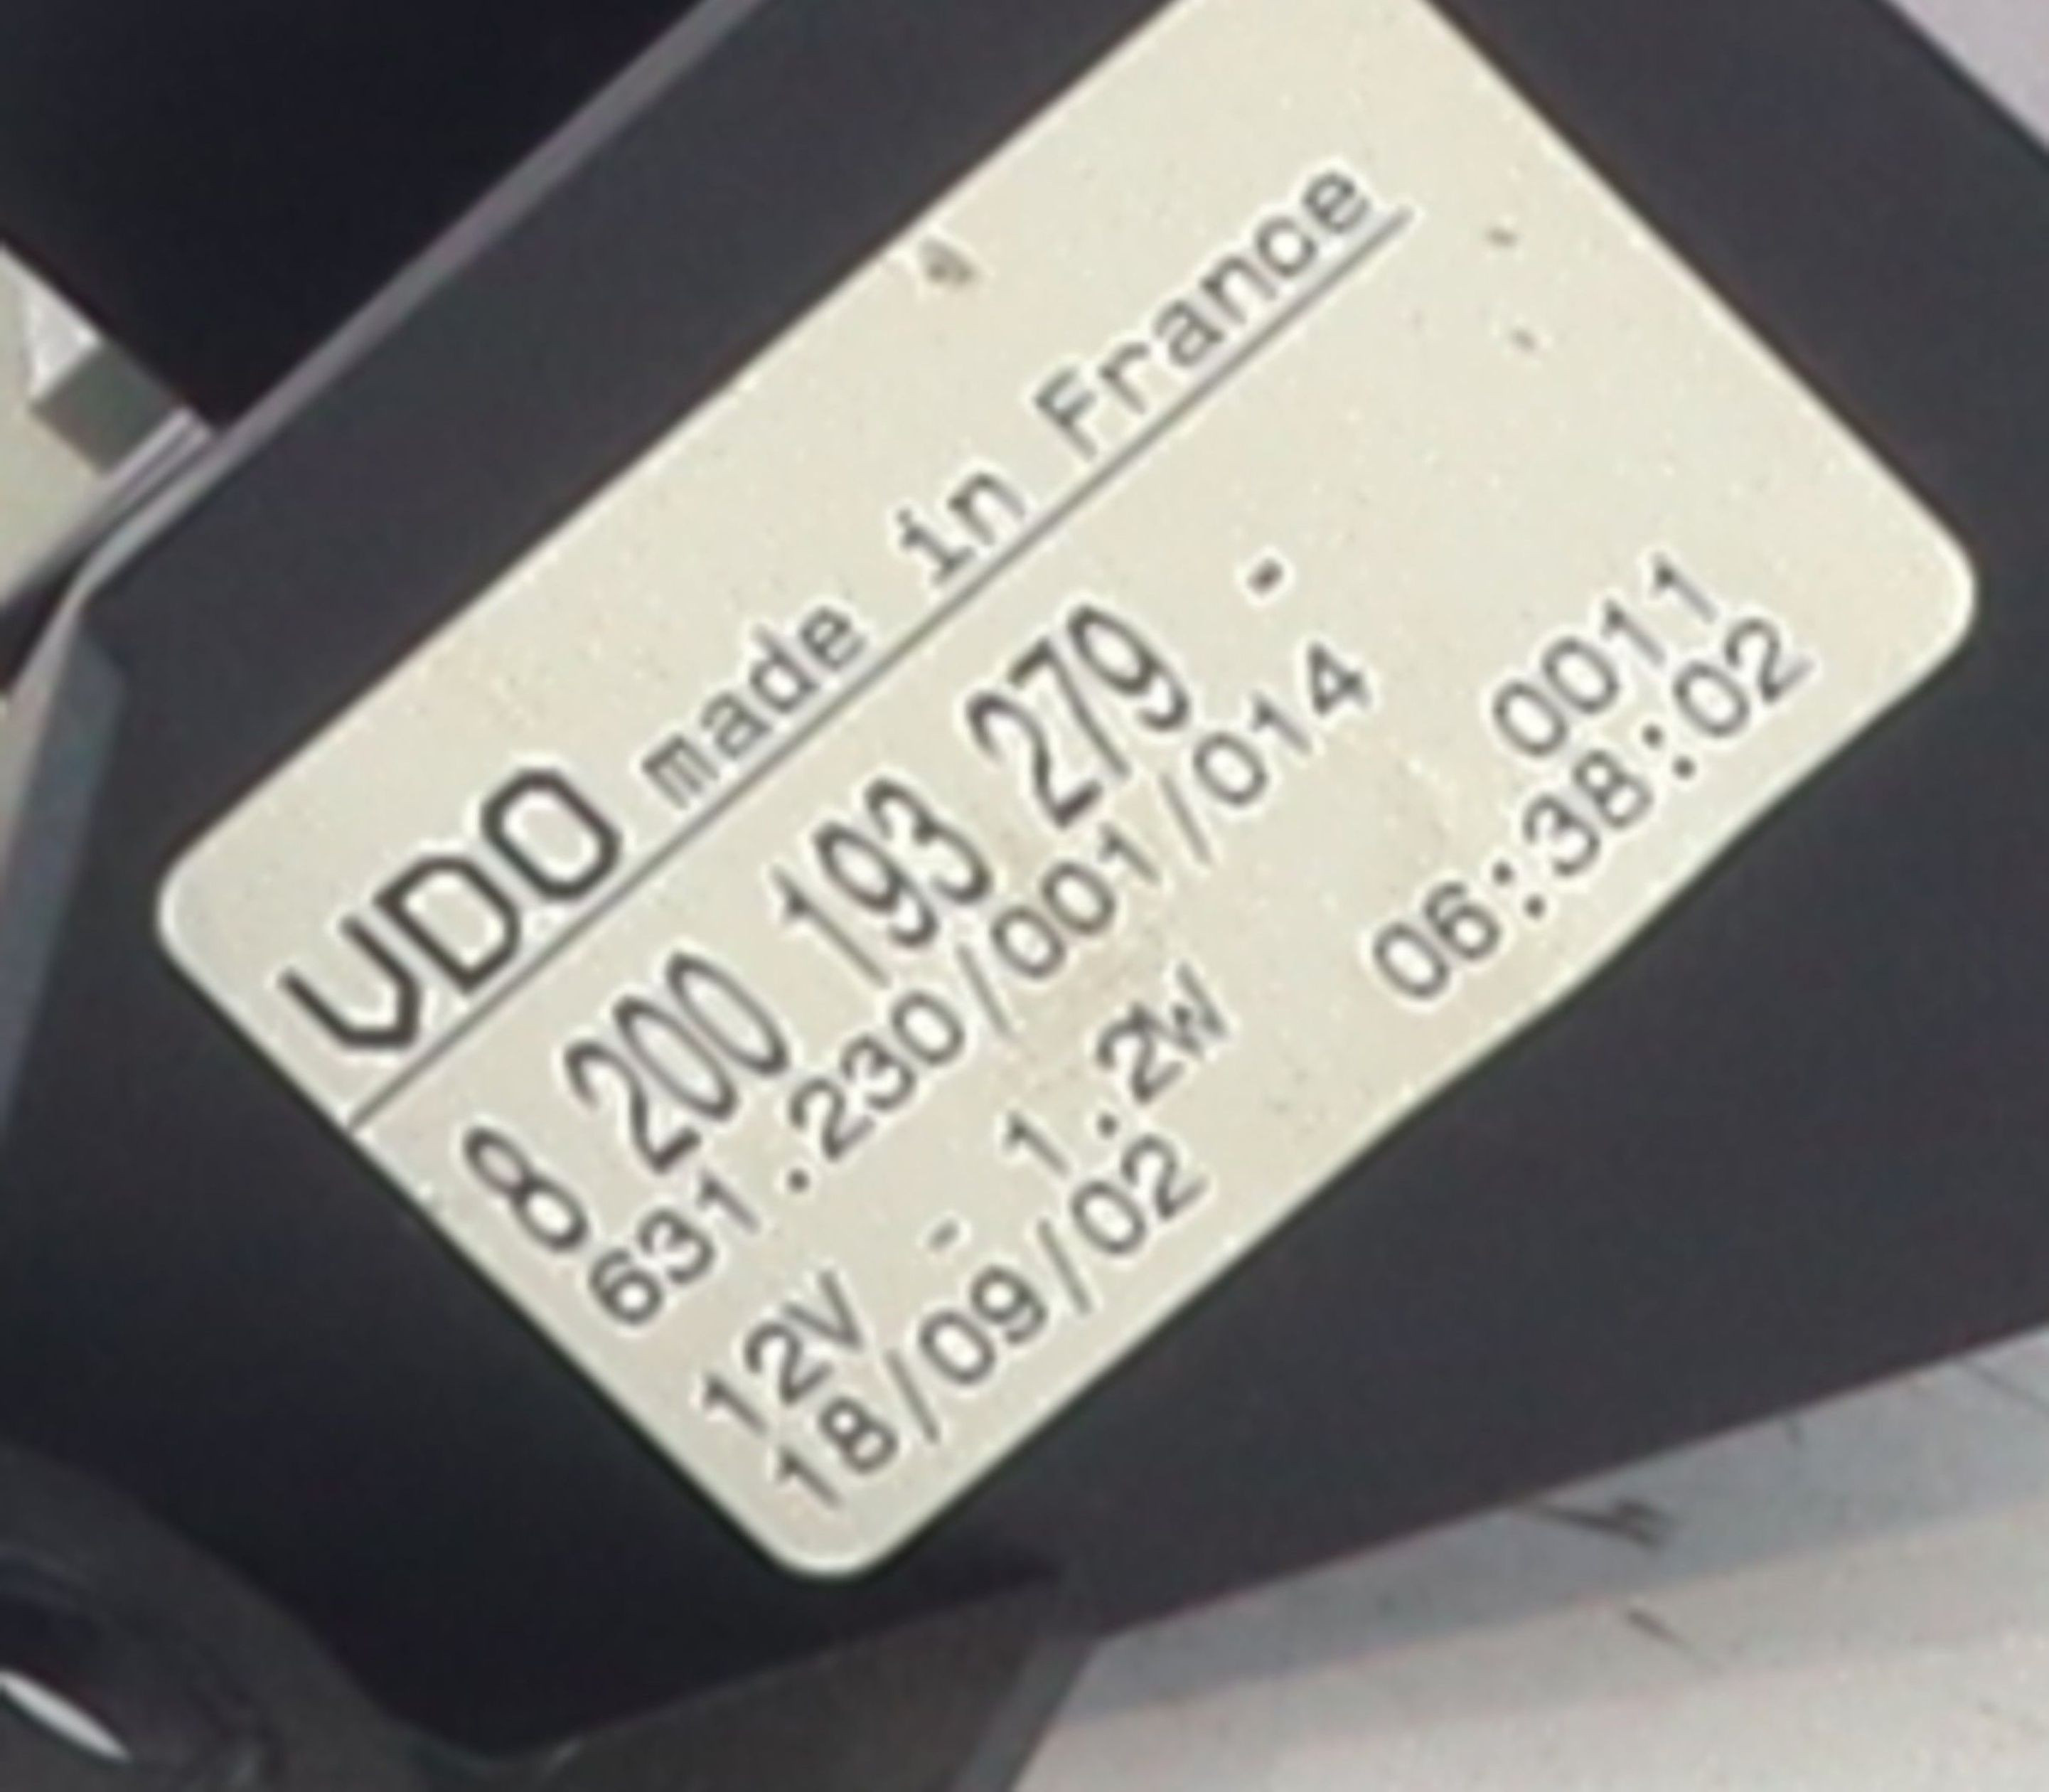 VDO made in France
8 200 193 279 -
631.230/001/014
12V - 1.2W 0011
18/09/02 06:38:02